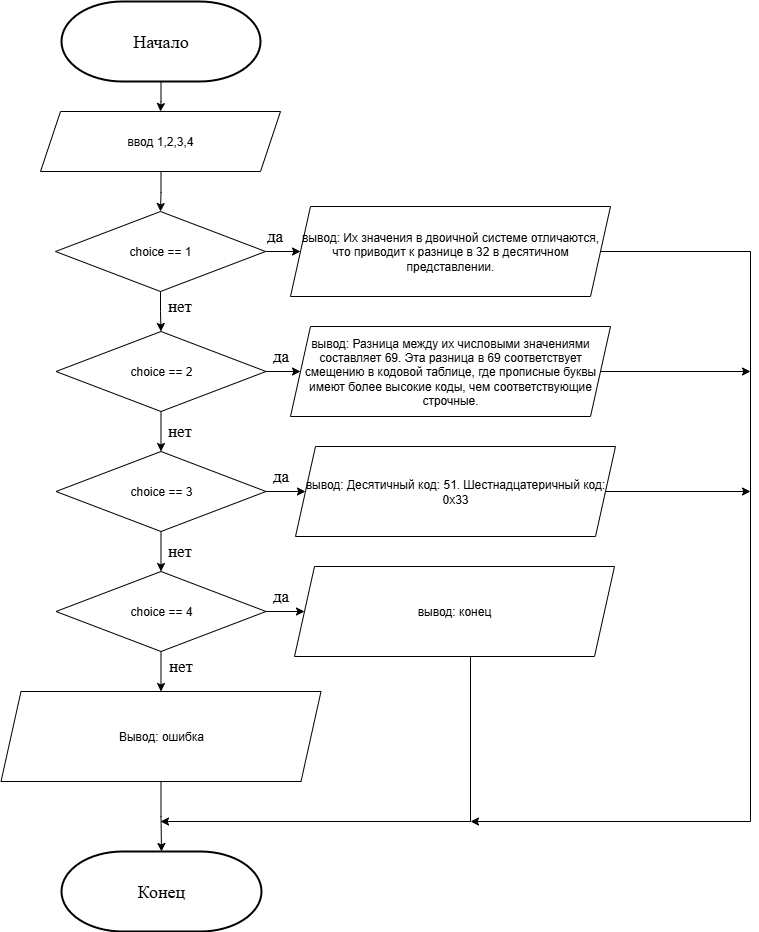 Начало
ввод 1,2,3,4
choice == 1
да
вывод: Их значения в двоичной системе отличаются,
что приводит к разнице в 32 в десятичном
представлении.
нет
choice == 2
да
вывод: Разница между их числовыми значениями
составляет 69. Эта разница в 69 соответствует
смещению в кодовой таблице, где прописные буквы
имеют более высокие коды, чем соответствующие
строчные.
нет
choice == 3
да
вывод: Десятичный код: 51. Шестнадцатеричный код:
0x33
нет
choice == 4
да
вывод: конец
нет
Вывод: ошибка
Конец